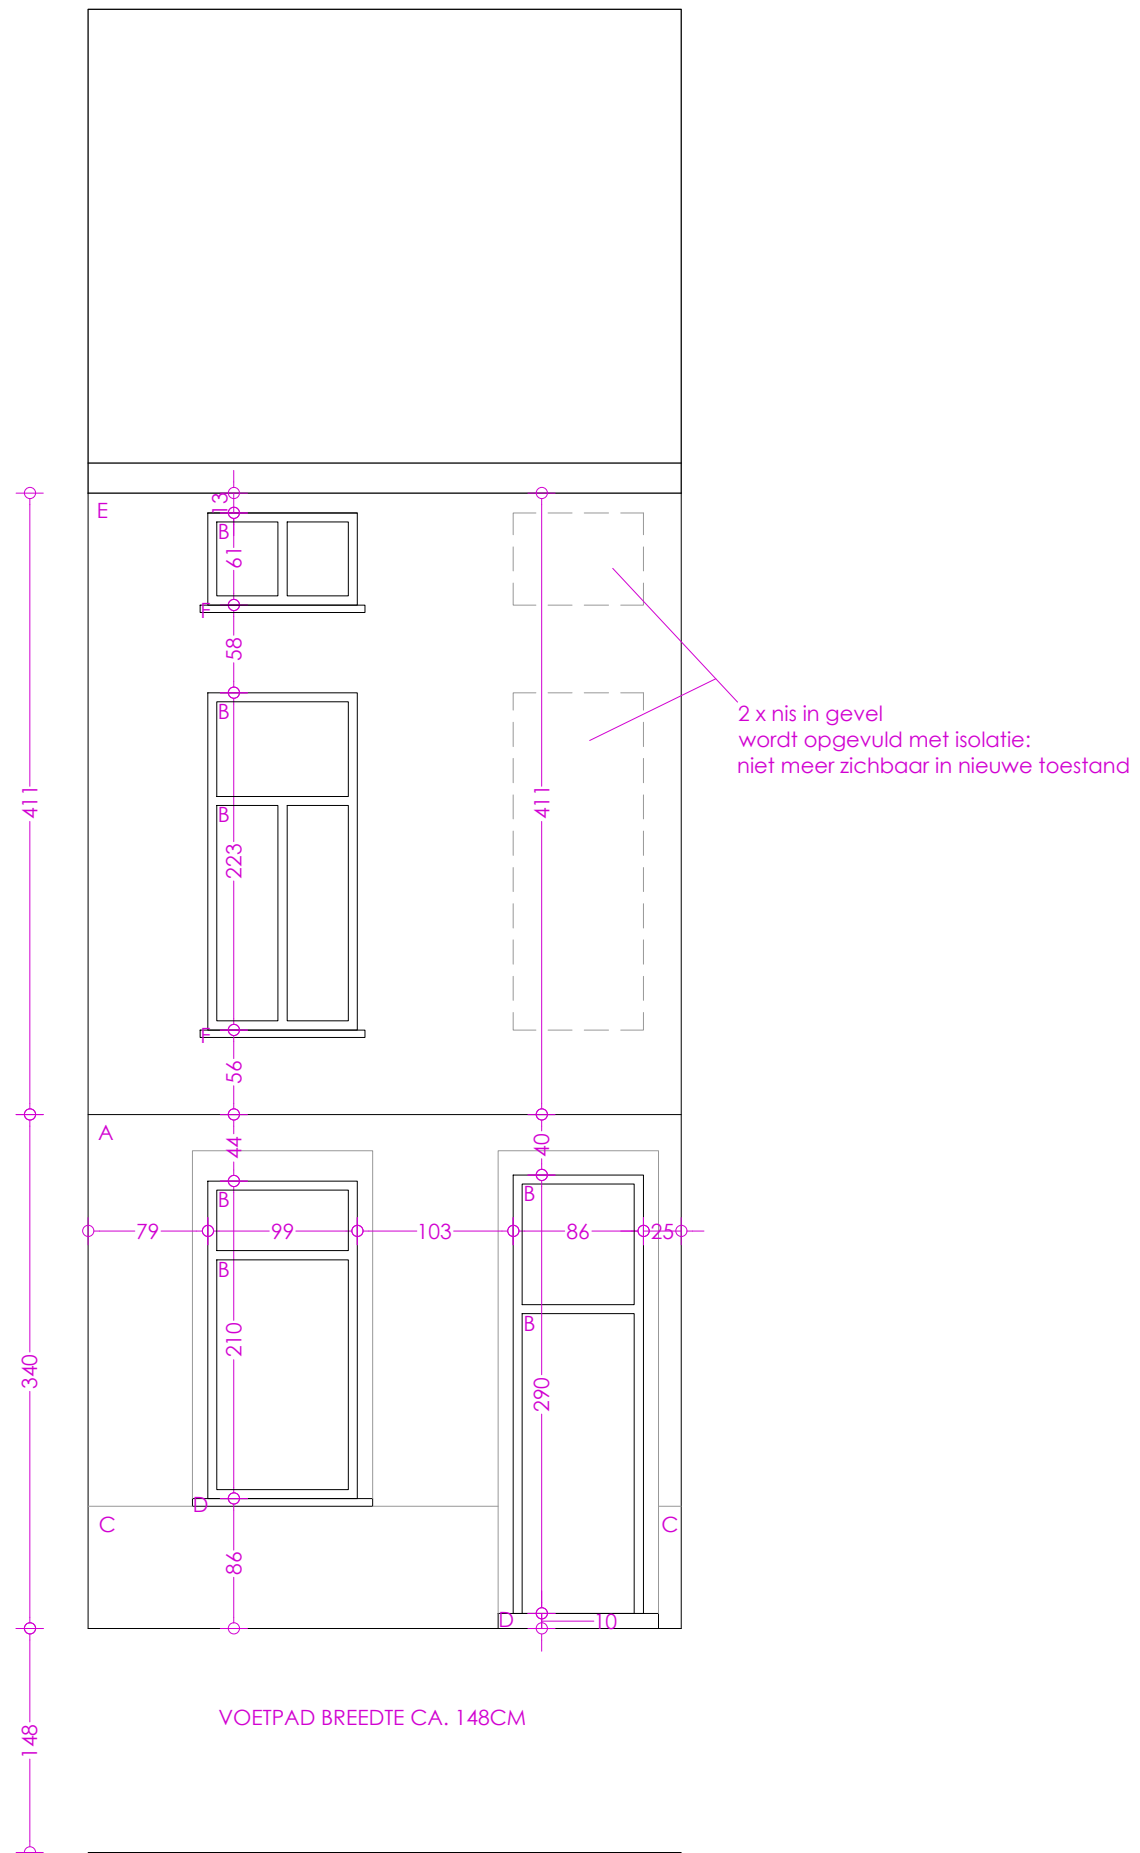 13
E
B
61
F
58
B
2 x nis in gevel
wordt opgevuld met isolatie:
niet meer zichbaar in nieuwe toestand
411
411
B
223
F
56
A
44
40
B
B
79
99
103
86
25
B
B
210
340
290
D
C
C
86
D
10
VOETPAD BREEDTE CA. 148CM
148